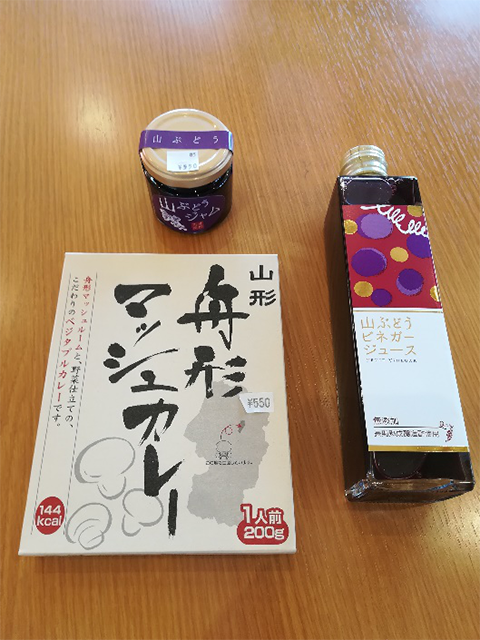 山ぶどう
山ぶどう
ジャム
山形
舟形
マッシュカレー
舟形マッシュルームと、野菜仕立ての、
こだわりのベジタブルカレーです。
¥550
144
kcal
1人前
200g
山ぶどう
ビネガー
ジュース